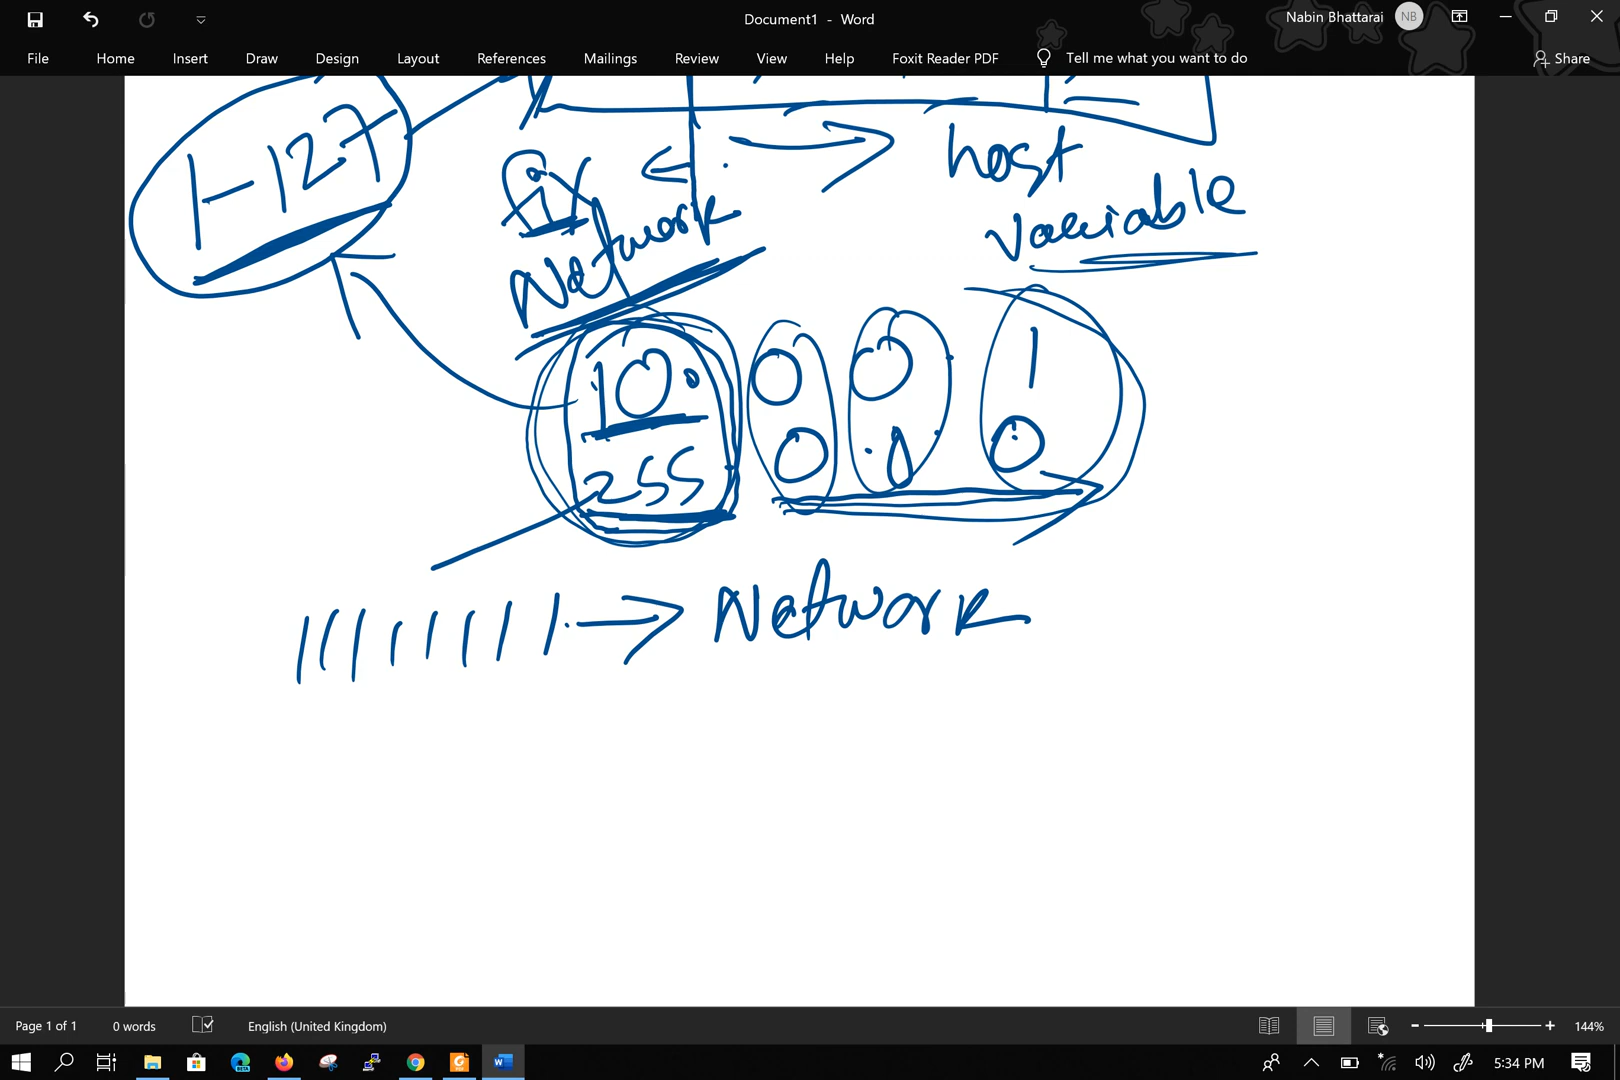 Document1 - Word
Nabin Bhattarai NB
File Home Insert Draw Design Layout References Mailings Review View Help Foxit Reader PDF Tell me what you want to do Share
1-127
host
fix
variable
Network
10. 0 0 1
255 0 .0 0
11111111 . → Network
Page 1 of 1 0 words English (United Kingdom) 144%
5:34 PM